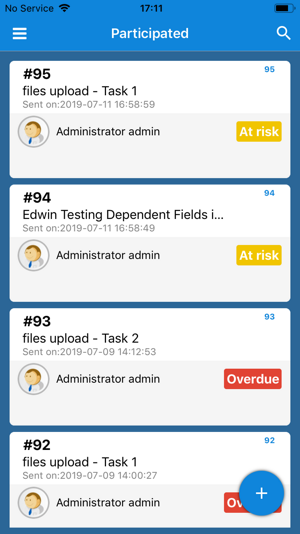 No Service 17:11
Participated
#95 95
files upload - Task 1
Sent on:2019-07-11 16:58:59
Administrator admin At risk
#94 94
Edwin Testing Dependent Fields i...
Sent on:2019-07-11 16:58:49
Administrator admin At risk
#93 93
files upload - Task 2
Sent on:2019-07-09 14:12:53
Administrator admin Overdue
#92 92
files upload - Task 1
Sent on:2019-07-09 14:00:27
Administrator admin
+